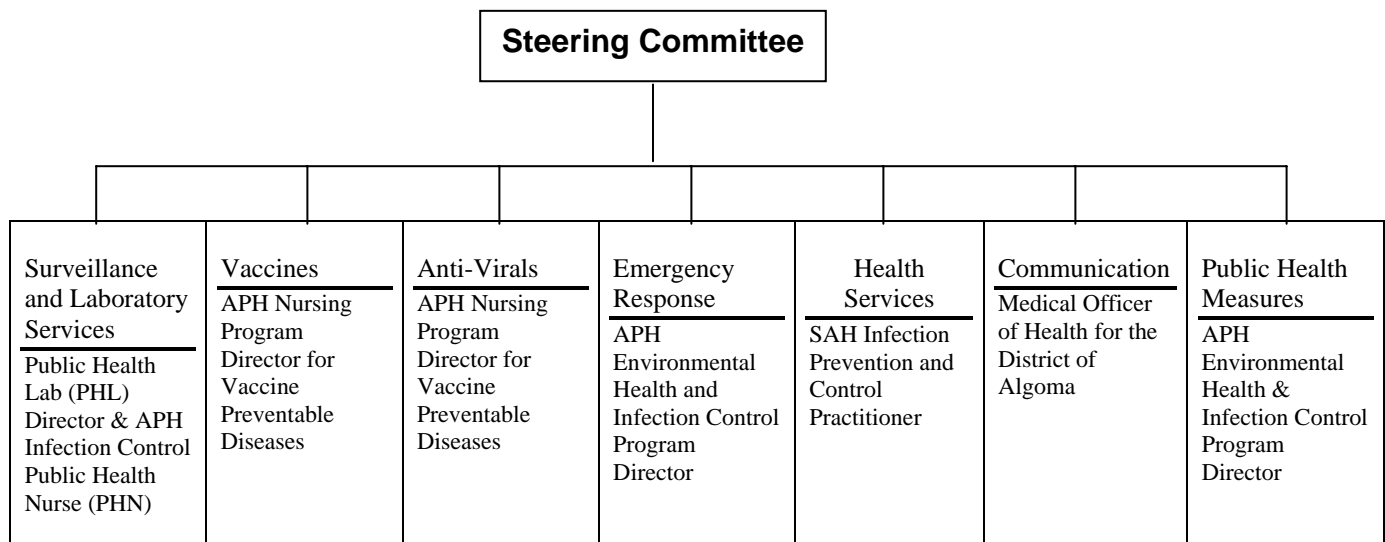 Steering Committee
Surveillance
and Laboratory
Services
Public Health
Lab (PHL)
Director & APH
Infection Control
Public Health
Nurse (PHN)
Vaccines
APH Nursing
Program
Director for
Vaccine
Preventable
Diseases
Anti-Virals
APH Nursing
Program
Director for
Vaccine
Preventable
Diseases
Emergency
Response
APH
Environmental
Health and
Infection Control
Program
Director
Health
Services
SAH Infection
Prevention and
Control
Practitioner
Communication
Medical Officer
of Health for the
District of
Algoma
Public Health
Measures
APH
Environmental
Health &
Infection Control
Program
Director